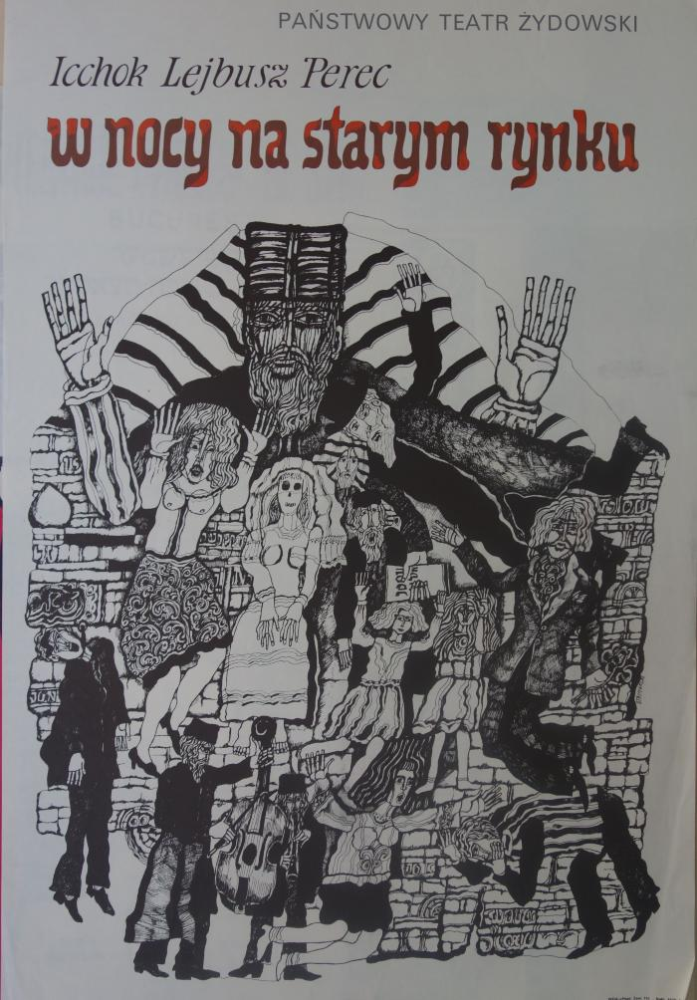 PAŃSTWOWY TEATR ŻYDOWSKI
Icchok Lejbusz Perec
w nocy na starym rynku